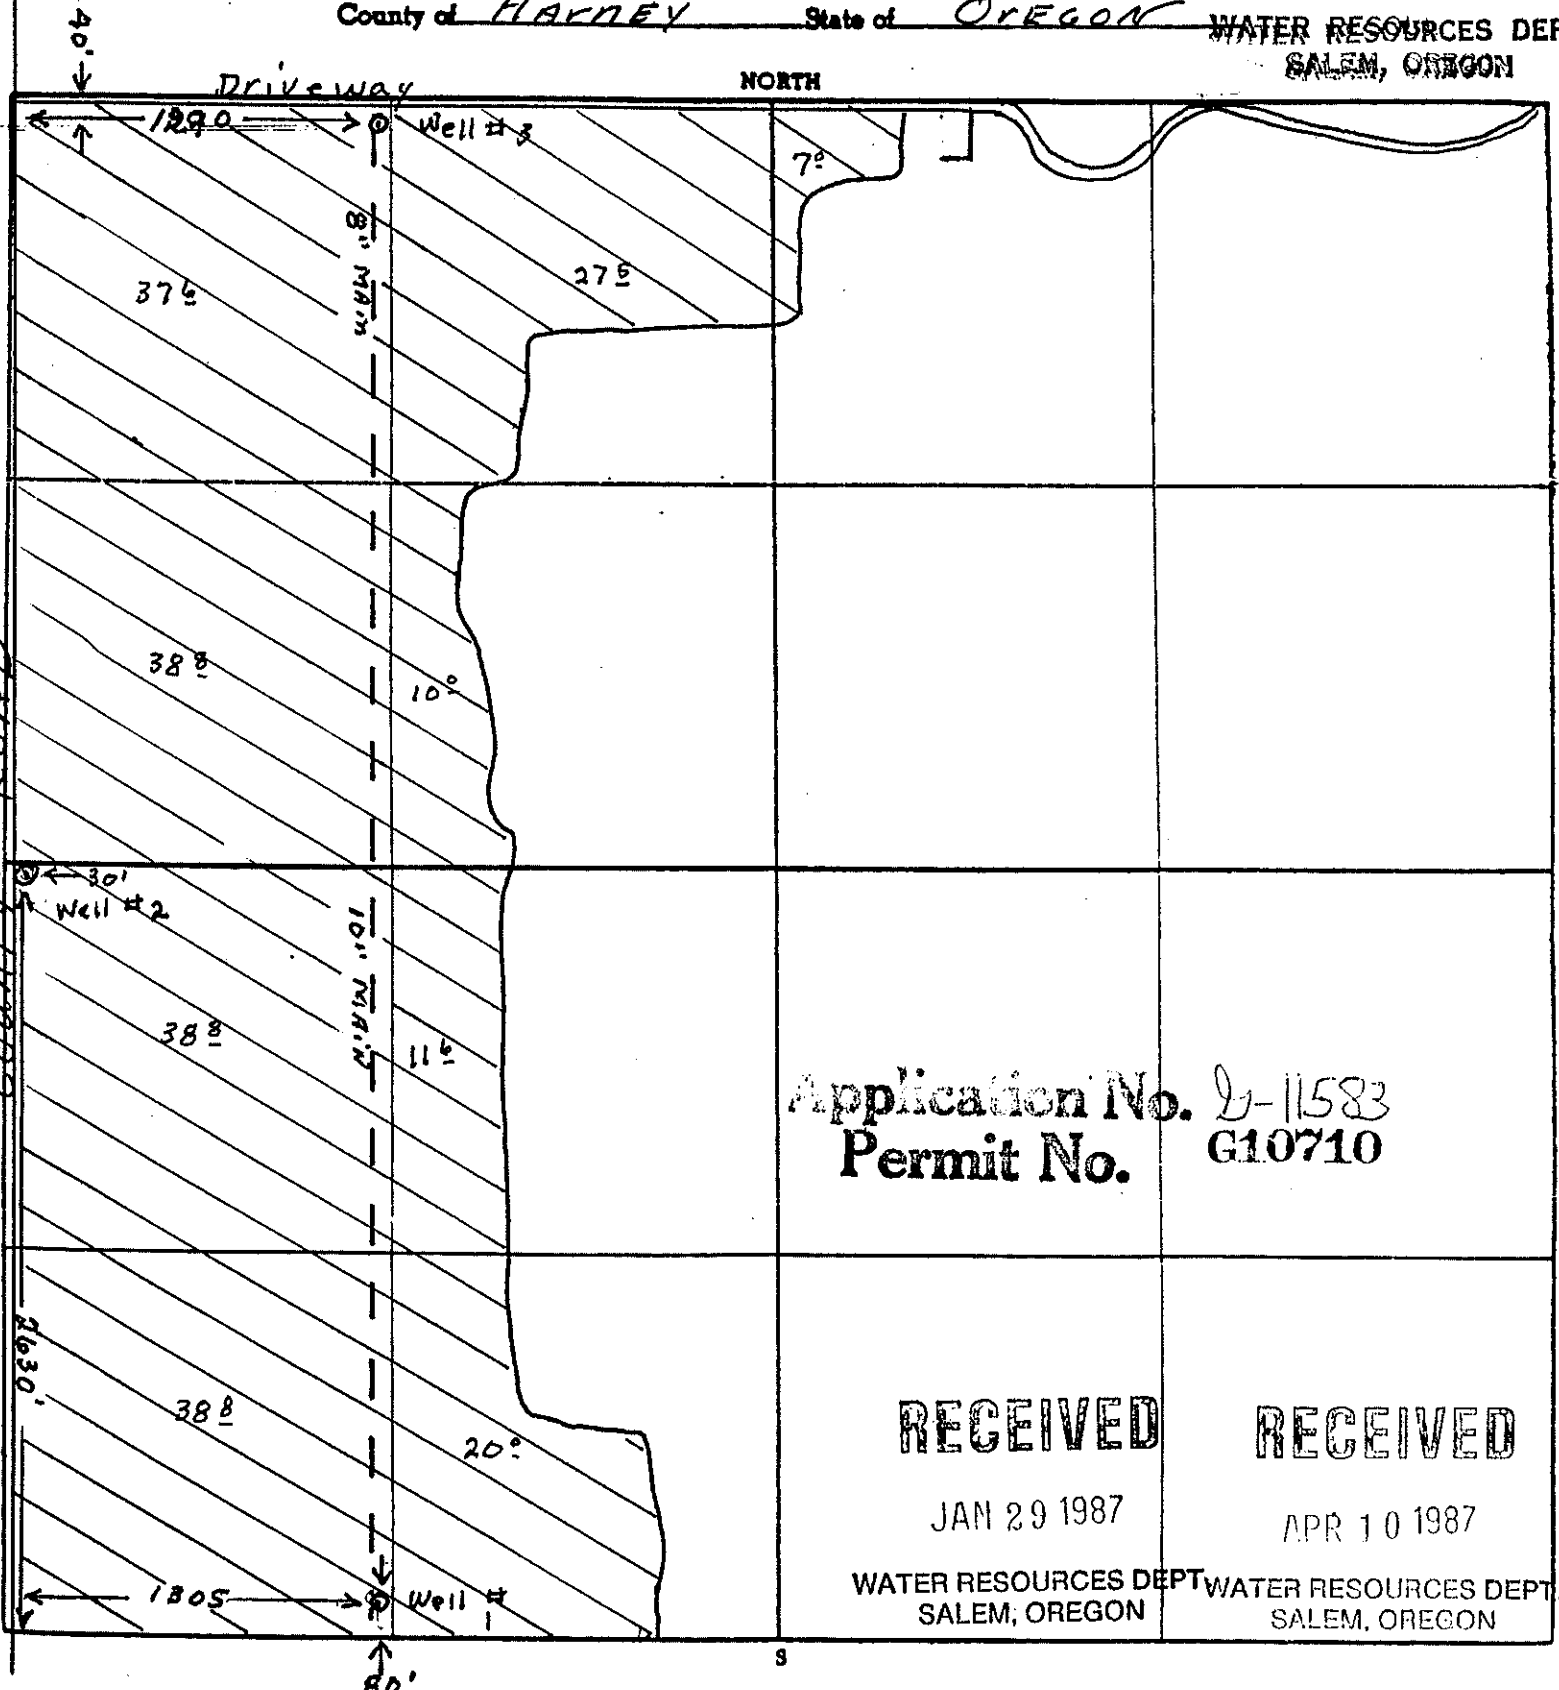 County of HARNEY State of OREGON
WATER RESOURCES DEP
SALEM, OREGON
40'
Driveway
NORTH
1290
Well #3
7.0
8" MAIN
37.6
27.5
38.8
10.0
30'
Well #2
10" MAIN
38.8
11.6
Application No. G-11583
Permit No. G10710
2630'
38.8
20.0
RECEIVED
RECEIVED
JAN 29 1987
APR 10 1987
WATER RESOURCES DEPT
SALEM, OREGON
WATER RESOURCES DEPT
SALEM, OREGON
1305
Well #
1
S
80'